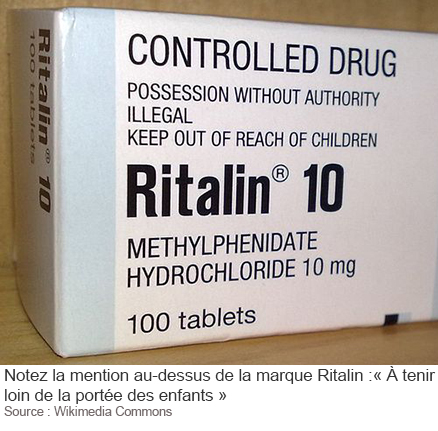 Ritalin® 10
100 tablets
CONTROLLED DRUG
POSSESSION WITHOUT AUTHORITY
ILLEGAL
KEEP OUT OF REACH OF CHILDREN
Ritalin® 10
METHYLPHENIDATE
HYDROCHLORIDE 10 mg
100 tablets
Notez la mention au-dessus de la marque Ritalin :« À tenir
loin de la portée des enfants »
Source : Wikimedia Commons